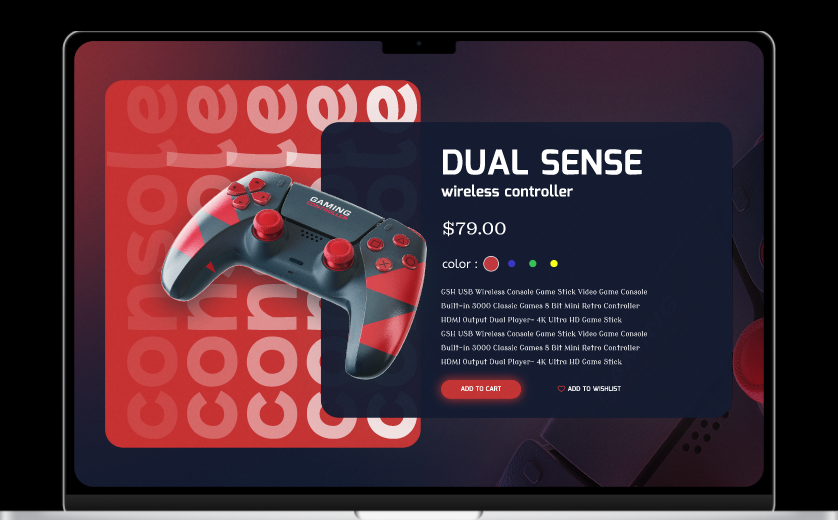 console console console console console
GAMING
CONTROLLER
DUAL SENSE
wireless controller
$79.00
color :
GSH USB Wireless Console Game Stick Video Game Console
Built-in 3000 Classic Games 8 Bit Mini Retro Controller
HDMI Output Dual Player- 4K Ultra HD Game Stick
GSH USB Wireless Console Game Stick Video Game Console
Built-in 3000 Classic Games 8 Bit Mini Retro Controller
HDMI Output Dual Player- 4K Ultra HD Game Stick
ADD TO CART
ADD TO WISHLIST